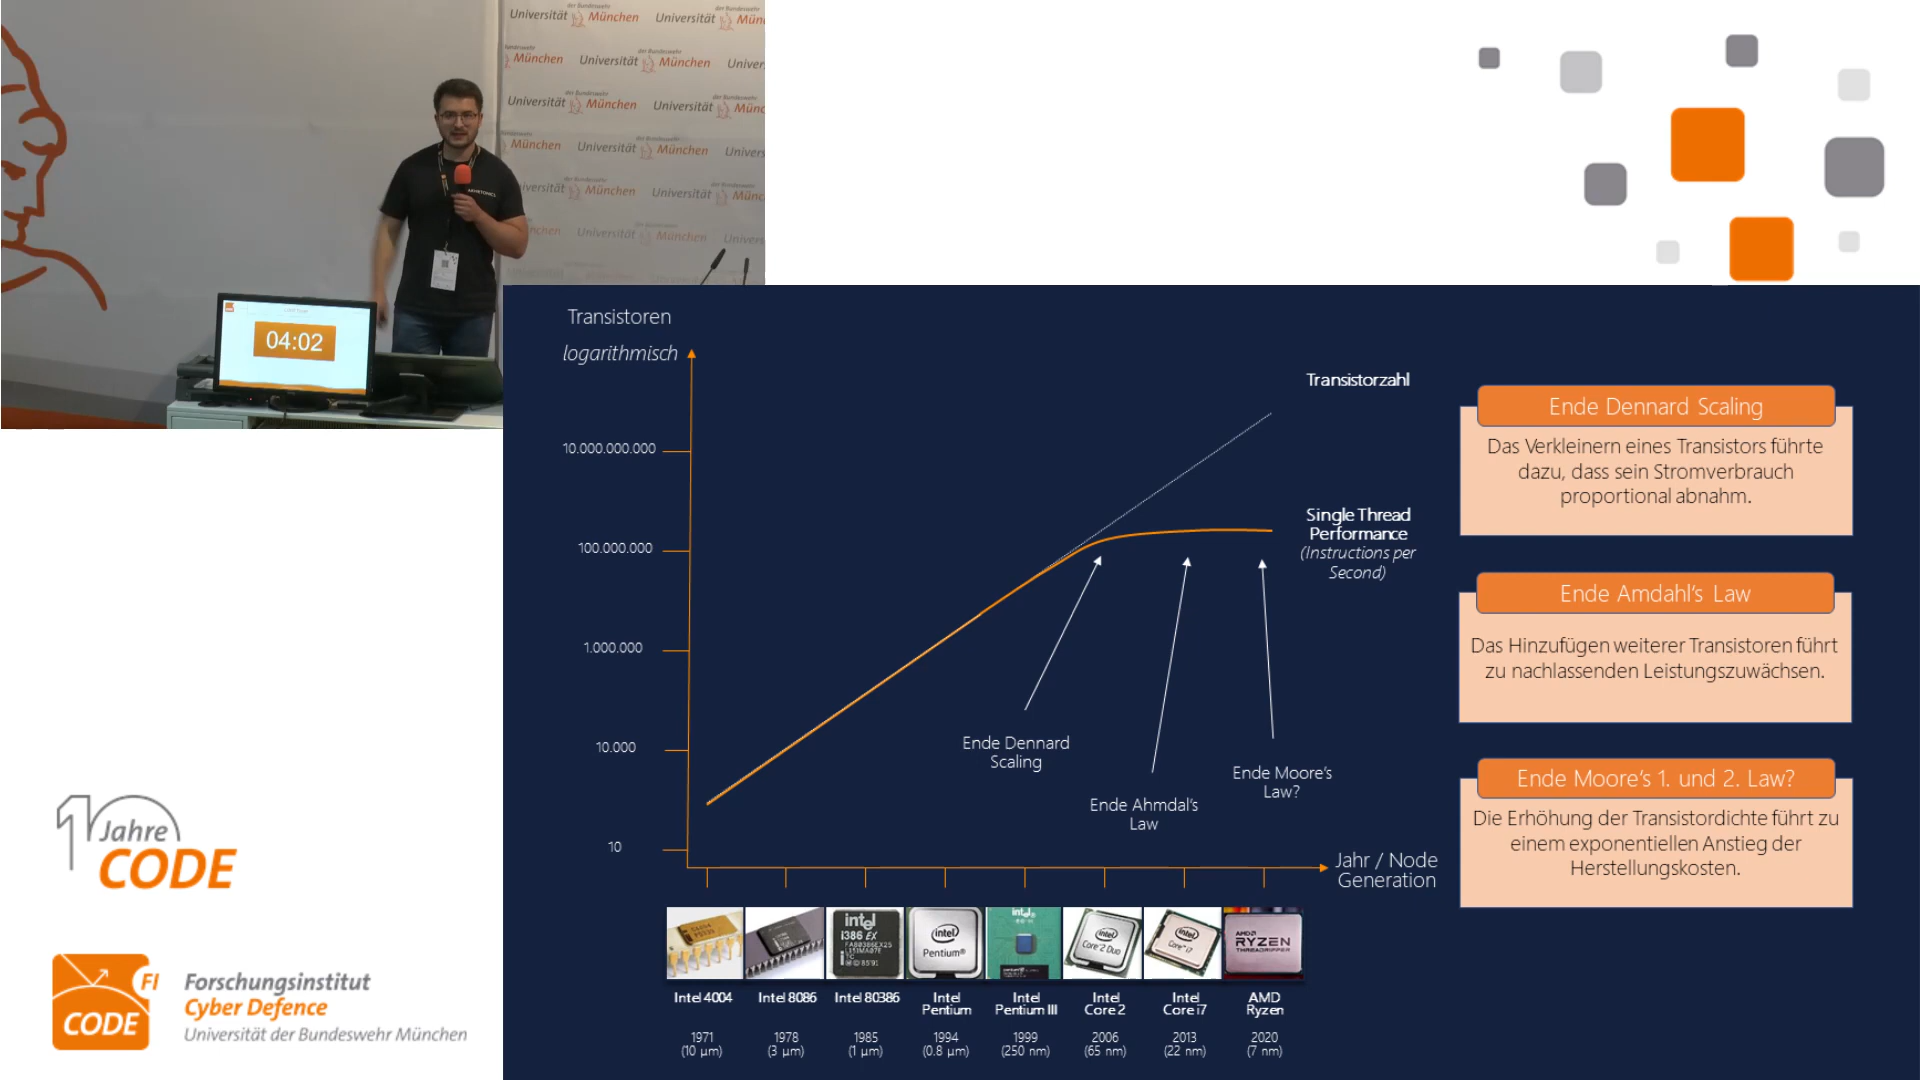 der Bundeswehr
Universität München
Universität
Universität München
Univer
München
Universität München
Universität München
Universität
München
Universität München
Univers
Universität München
Universität
München
Universität München
Univers
04:02
Transistoren
logarithmisch
10.000.000.000
100.000.000
1.000.000
10.000
10
Transistorzahl
Single Thread
Performance
(Instructions per
Second)
Ende Dennard
Scaling
Ende Ahmdal's
Law
Ende Moore's
Law?
Jahr / Node
Generation
intel
i386 EX
intel
Pentium®
intel
intel
Core 2 Duo
intel
Core i7
AMD
RYZEN
THREADRIPPER
Intel 4004
Intel 8086
Intel 80386
Intel
Pentium
Intel
Pentium III
Intel
Core 2
Intel
Core i7
AMD
Ryzen
1971
(10 µm)
1978
(3 µm)
1985
(1 µm)
1994
(0.8 µm)
1999
(250 nm)
2006
(65 nm)
2013
(22 nm)
2020
(7 nm)
Ende Dennard Scaling
Das Verkleinern eines Transistors führte
dazu, dass sein Stromverbrauch
proportional abnahm.
Ende Amdahl's Law
Das Hinzufügen weiterer Transistoren führt
zu nachlassenden Leistungszuwächsen.
Ende Moore's 1. und 2. Law?
Die Erhöhung der Transistordichte führt zu
einem exponentiellen Anstieg der
Herstellungskosten.
10 Jahre
CODE
FI
CODE
Forschungsinstitut
Cyber Defence
Universität der Bundeswehr München